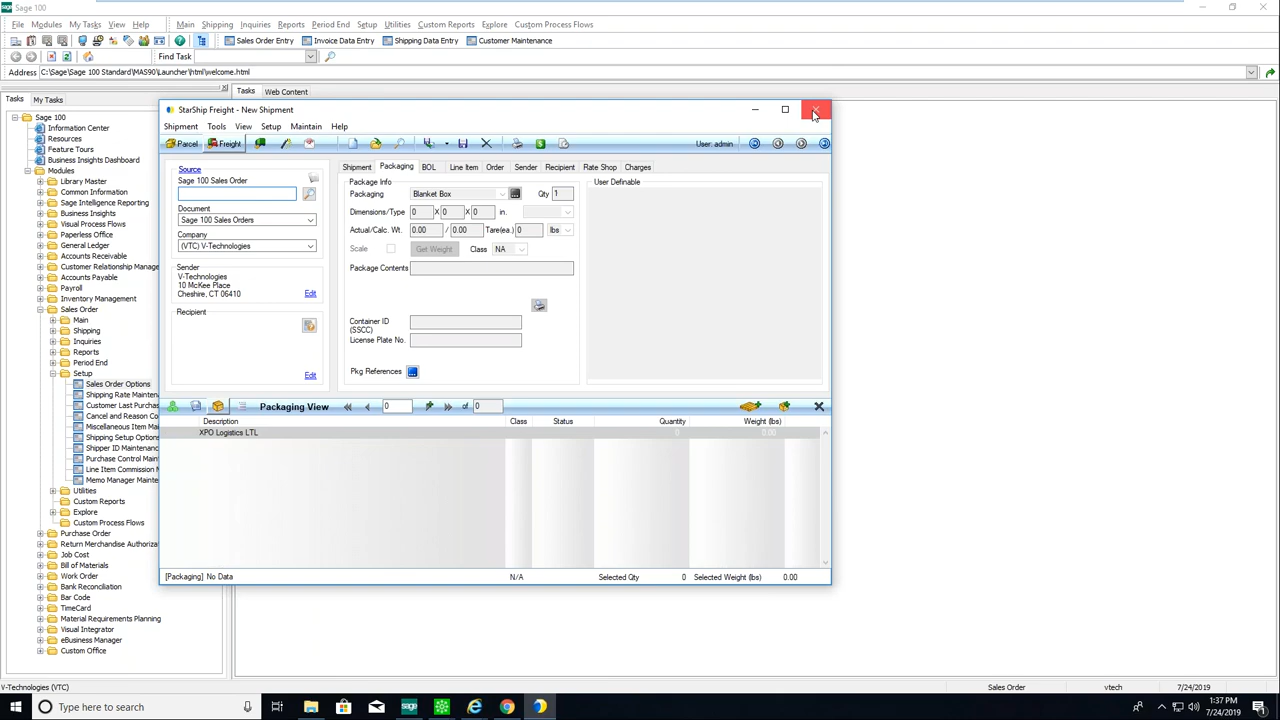 Sage 100
File Modules My Tasks View Help Main Shipping Inquiries Reports Period End Setup Utilities Custom Reports Explore Custom Process Flows
Sales Order Entry Invoice Data Entry Shipping Data Entry Customer Maintenance
Find Task
Address C:\Sage\Sage 100 Standard\MAS90\Launcher\html\welcome.html
Tasks My Tasks
Tasks Web Content
Sage 100
Information Center
Resources
Feature Tours
Business Insights Dashboard
Modules
Library Master
Common Information
Sage Intelligence Reporting
Visual Process Flows
Paperless Office
General Ledger
Accounts Receivable
Customer Relationship Manage
Accounts Payable
Payroll
Inventory Management
Sales Order
Main
Shipping
Inquiries
Reports
Period End
Setup
Sales Order Options
Shipping Rate Mainten
Customer Last Purchas
Cancel and Reason Co
Miscellaneous Item Mai
Shipping Setup Options
Shipper ID Maintenanc
Purchase Control Main
Line Item Commission M
Memo Manager Mainte
Utilities
Custom Reports
Explore
Custom Process Flows
Purchase Order
Return Merchandise Authoriza
Job Cost
Bill of Materials
Work Order
Bank Reconciliation
Bar Code
TimeCard
Material Requirements Planning
Visual Integrator
eBusiness Manager
Custom Office
StarShip Freight - New Shipment
Shipment Tools View Setup Maintain Help
Parcel Freight User: admin
Source
Sage 100 Sales Order
Document
Sage 100 Sales Orders
Company
(VTC) V-Technologies
Sender
V-Technologies
10 McKee Place
Cheshire, CT 06410
Edit
Recipient
Edit
Shipment Packaging BOL Line Item Order Sender Recipient Rate Shop Charges
Package Info
Packaging Blanket Box Qty 1
Dimensions/Type 0 X 0 X 0 in.
Actual/Calc. Wt. 0.00 / 0.00 Tare(ea.) 0 lbs
Scale Get Weight Class NA
Package Contents
Container ID
(SSCC)
License Plate No.
Pkg References
User Definable
Packaging View 0 of 0
Description Class Status Quantity Weight (lbs)
XPO Logistics LTL 0 0.00
[Packaging] No Data N/A Selected Qty 0 Selected Weight (lbs) 0.00
V-Technologies (VTC) Sales Order vtech 7/24/2019
Type here to search
sage
1:37 PM
7/24/2019
1